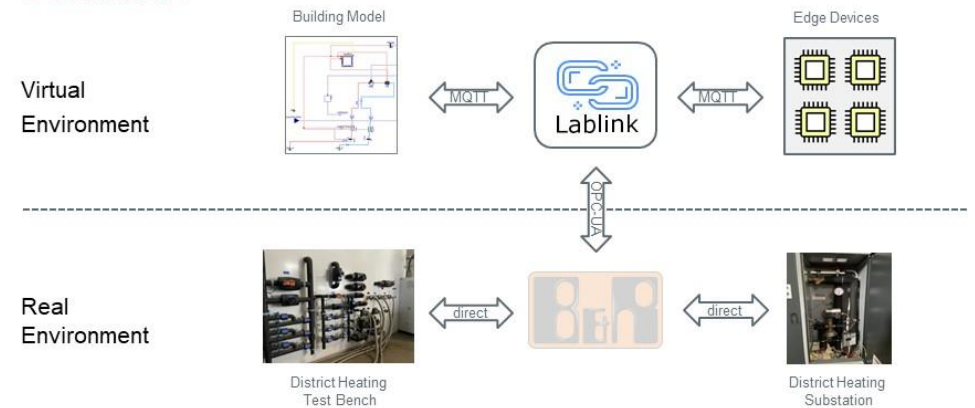 Building Model
Edge Devices
Virtual
Environment
MQTT
Lablink
MQTT
OPC-UA
Real
Environment
direct
B&R
direct
District Heating
Test Bench
District Heating
Substation